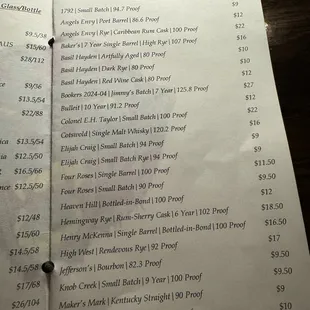 Glass/Bottle
$9.5/38
$15/60
$28/112
$9/36
$13.5/54
$22/88
$13.5/54
$12.5/50
$16.5/66
$12.5/50
$12/48
$15/60
$14.5/58
$14.5/58
$17/68
$26/104
1792 | Small Batch | 94.7 Proof $9
Angels Envy | Port Barrel | 86.6 Proof $12
Angels Envy | Rye | Caribbean Rum Cask | 100 Proof $22
Baker's | 7 Year Single Barrel | High Rye | 107 Proof $16
Basil Hayden | Artfully Aged | 80 Proof $10
Basil Hayden | Dark Rye | 80 Proof $12
Basil Hayden | Red Wine Cask | 80 Proof $12
Bookers 2024-04 | Jimmy's Batch | 7 Year | 125.8 Proof $27
Bulleit | 10 Year | 91.2 Proof $12
Colonel E.H. Taylor | Small Batch | 100 Proof $22
Cotswold | Single Malt Whisky | 120.2 Proof $16
Elijah Craig | Small Batch | 94 Proof $9
Elijah Craig | Small Batch Rye | 94 Proof $9
Four Roses | Single Barrel | 100 Proof $11.50
Four Roses | Small Batch | 90 Proof $9.50
Heaven Hill | Bottled-in-Bond | 100 Proof $12
Hemingway Rye | Rum-Sherry Cask | 6 Year | 102 Proof $18.50
Henry McKenna | Single Barrel | Bottled-in-Bond | 100 Proof $16.50
High West | Rendevous Rye | 92 Proof $17
Jefferson's | Bourbon | 82.3 Proof $9.50
Knob Creek | Small Batch | 9 Year | 100 Proof $9.50
Maker's Mark | Kentucky Straight | 90 Proof $9
$10